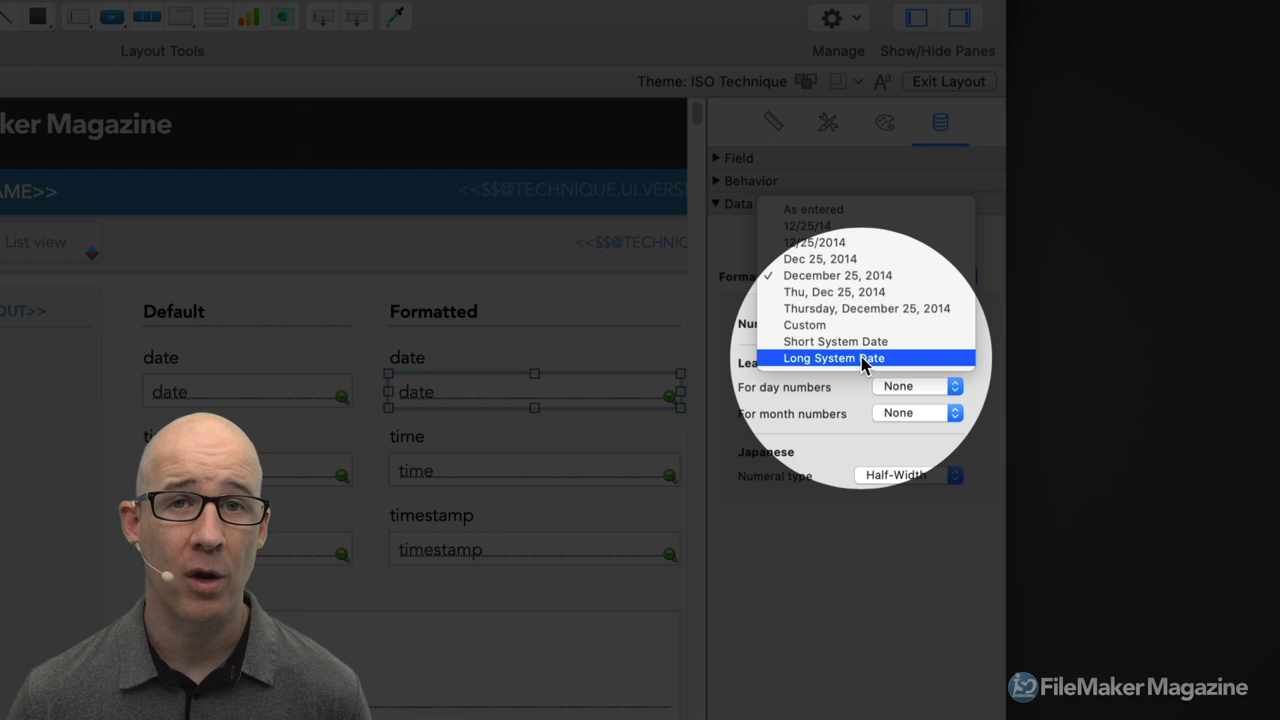 Layout Tools
Manage
Show/Hide Panes
Theme: ISO Technique
Exit Layout
ker Magazine
Field
Behavior
AME>>
<<$$@TECHNIQUE.UI.VERS
Data
As entered
12/25/14
12/25/2014
List view
<<$$@TECHNIC
Dec 25, 2014
Forma
December 25, 2014
Thu, Dec 25, 2014
OUT>>
Default
Formatted
Thursday, December 25, 2014
Nu
Custom
Short System Date
date
date
Lea
Long System Date
date
date
For day numbers
None
For month numbers
None
ti
time
Japanese
time
Numeral type
Half-Width
timestamp
timestamp
FileMaker Magazine